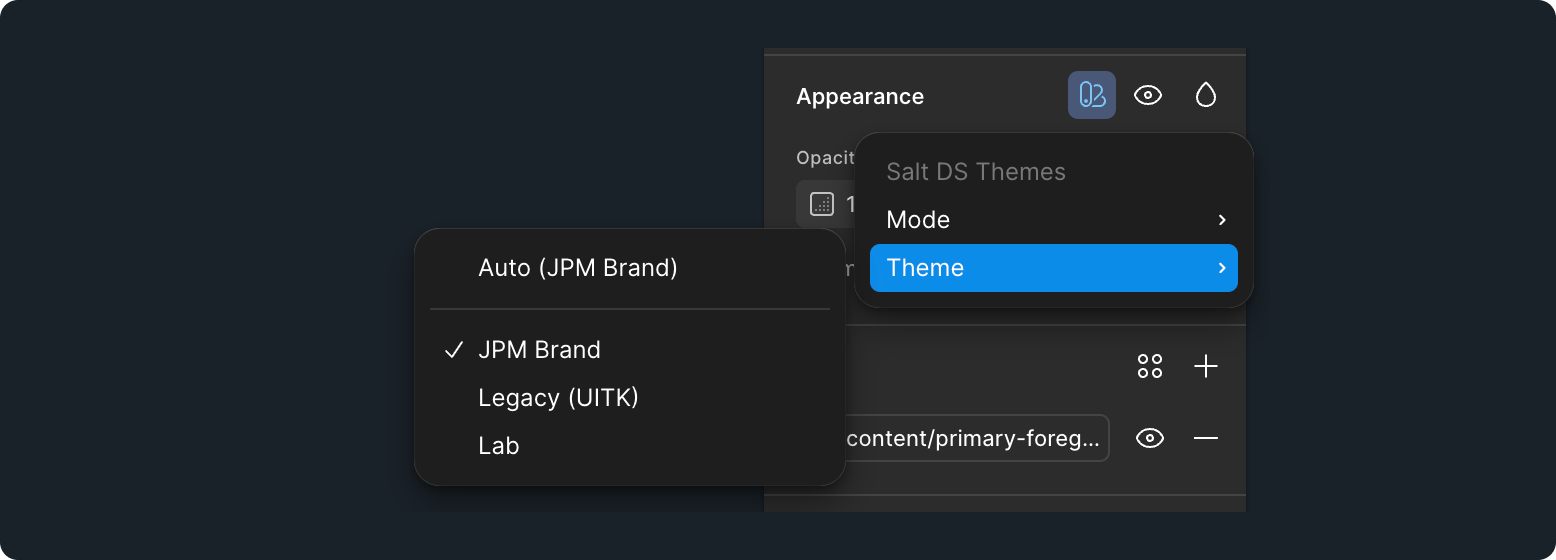 Appearance
Opacit
Salt DS Themes
1
Mode
Theme
Auto (JPM Brand)
JPM Brand
Legacy (UITK)
content/primary-foreg...
Lab